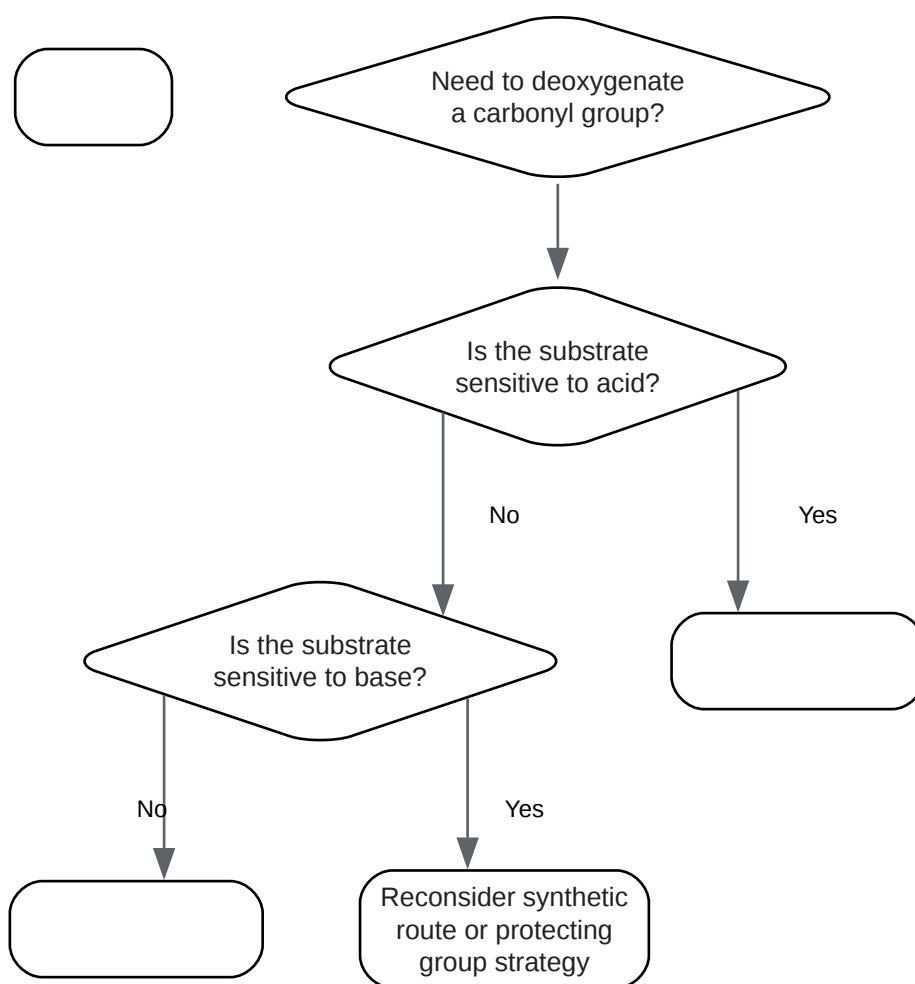 Need to deoxygenate
a carbonyl group?
Is the substrate
sensitive to acid?
No
Yes
Is the substrate
sensitive to base?
No
Yes
Reconsider synthetic
route or protecting
group strategy